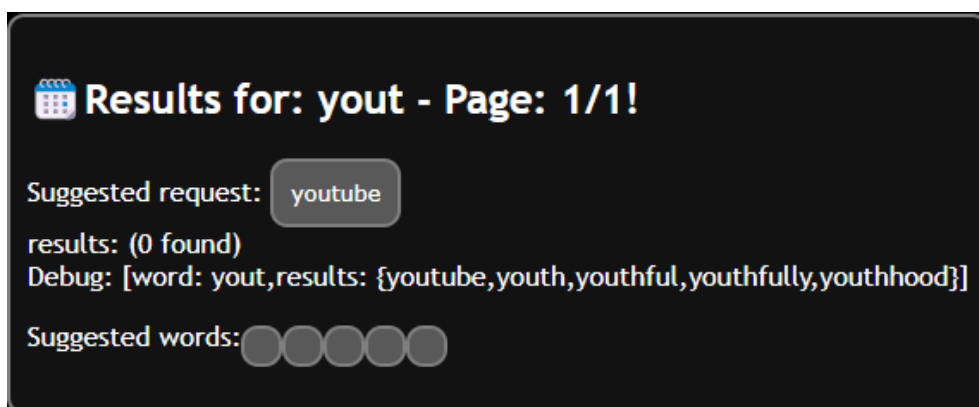 Results for: yout - Page: 1/1!
Suggested request: youtube
results: (0 found)
Debug: [word: yout,results: {youtube,youth,youthful,youthfully,youthhood}]
Suggested words: